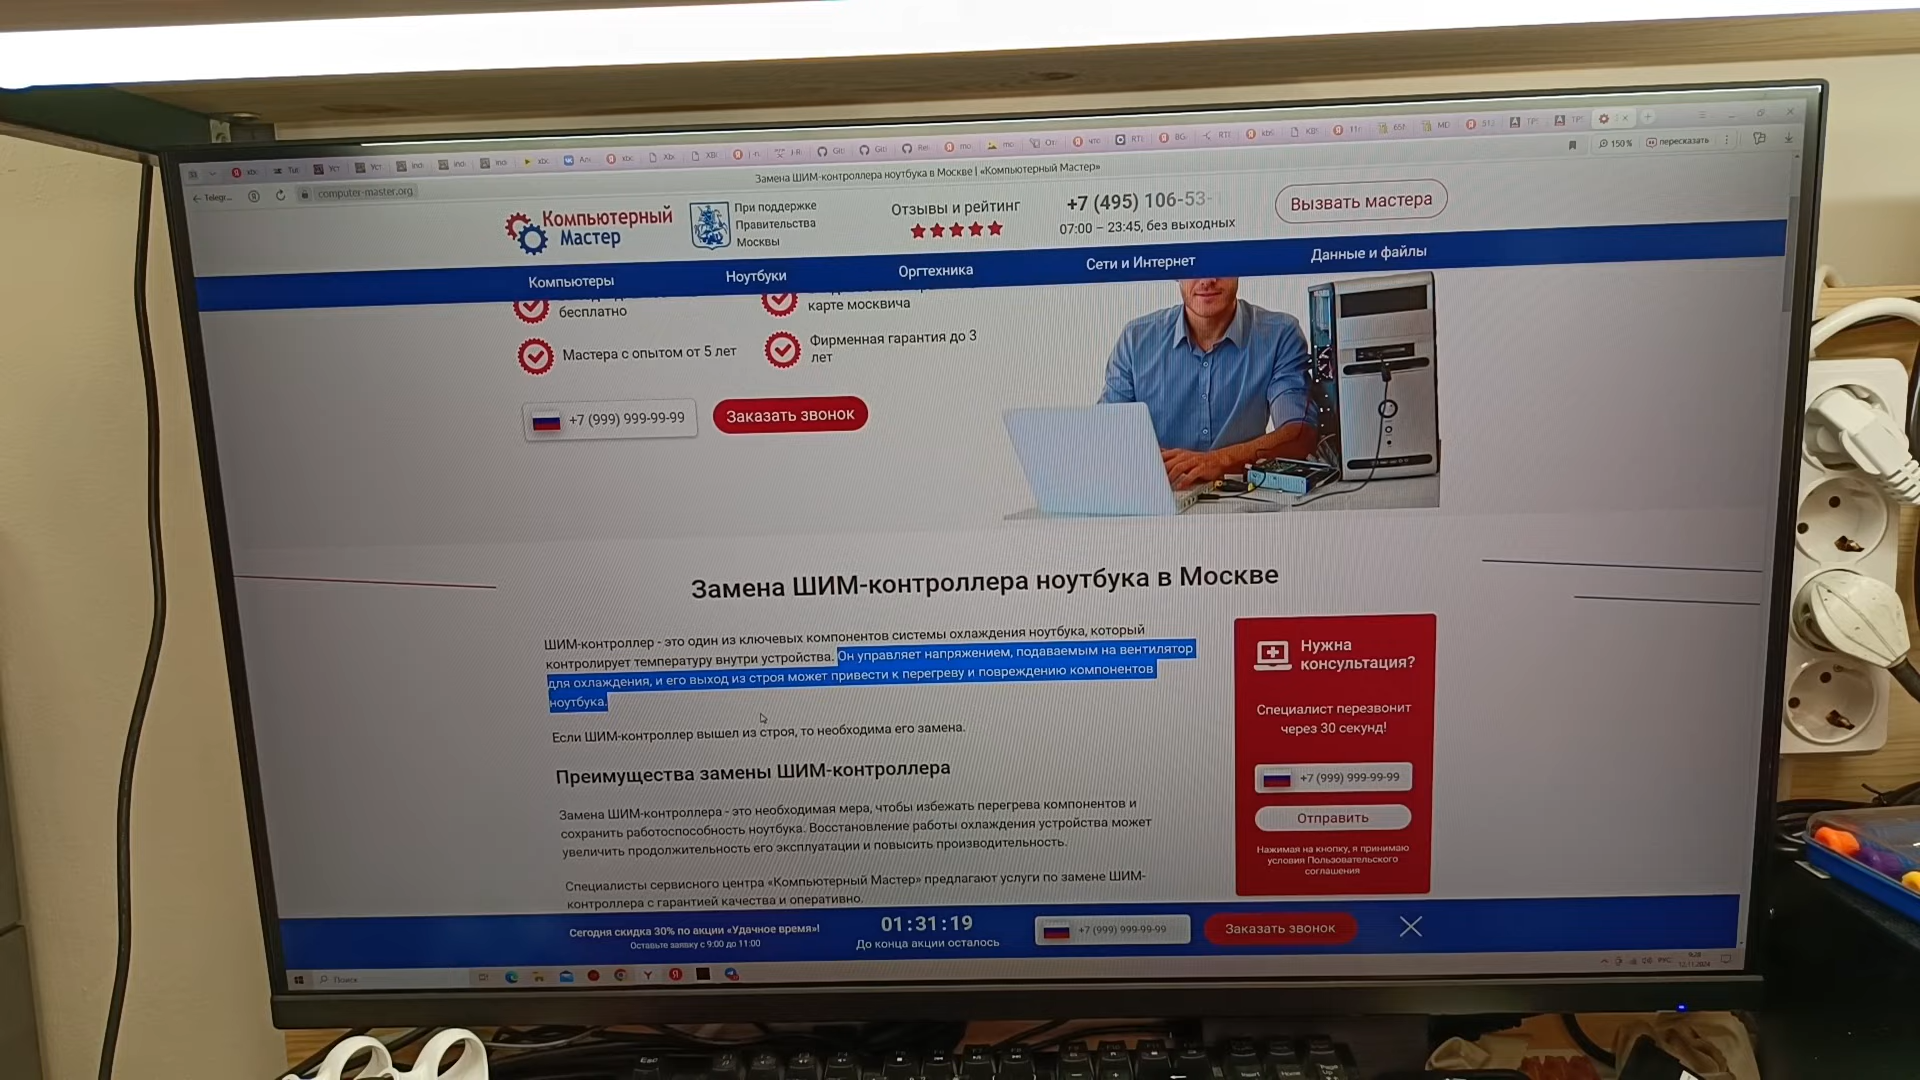 Замена ШИМ-контроллера ноутбука в Москве | «Компьютерный Мастер»
computer-master.org
150 %
пересказать
Компьютерный
Мастер
При поддержке
Правительства
Москвы
Отзывы и рейтинг
+7 (495) 106-53-
07:00 – 23:45, без выходных
Вызвать мастера
Компьютеры
Ноутбуки
Оргтехника
Сети и Интернет
Данные и файлы
бесплатно
карте москвича
Мастера с опытом от 5 лет
Фирменная гарантия до 3
лет
+7 (999) 999-99-99
Заказать звонок
Замена ШИМ-контроллера ноутбука в Москве
ШИМ-контроллер - это один из ключевых компонентов системы охлаждения ноутбука, который
контролирует температуру внутри устройства. Он управляет напряжением, подаваемым на вентилятор
для охлаждения, и его выход из строя может привести к перегреву и повреждению компонентов
ноутбука.
Если ШИМ-контроллер вышел из строя, то необходима его замена.
Преимущества замены ШИМ-контроллера
Замена ШИМ-контроллера - это необходимая мера, чтобы избежать перегрева компонентов и
сохранить работоспособность ноутбука. Восстановление работы охлаждения устройства может
увеличить продолжительность его эксплуатации и повысить производительность.
Специалисты сервисного центра «Компьютерный Мастер» предлагают услуги по замене ШИМ-
контроллера с гарантией качества и оперативно.
Нужна
консультация?
Специалист перезвонит
через 30 секунд!
+7 (999) 999-99-99
Отправить
Нажимая на кнопку, я принимаю
условия Пользовательского
соглашения
Сегодня скидка 30% по акции «Удачное время»!
Оставьте заявку с 9:00 до 11:00
01:31:19
До конца акции осталось
+7 (999) 999-99-99
Заказать звонок
Поиск
РУС
9:28
12.11.2024
Esc